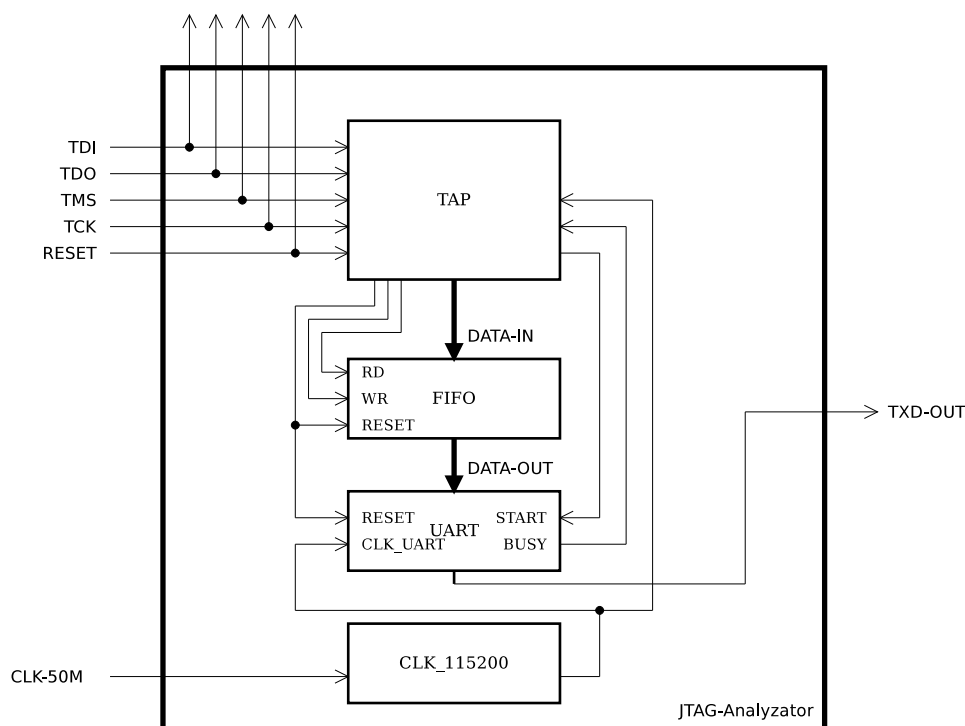 TDI
TDO
TMS
TCK
RESET
TAP
DATA-IN
RD
WR
FIFO
RESET
TXD-OUT
DATA-OUT
RESET
START
UART
CLK_UART
BUSY
CLK-50M
CLK_115200
JTAG-Analyzator